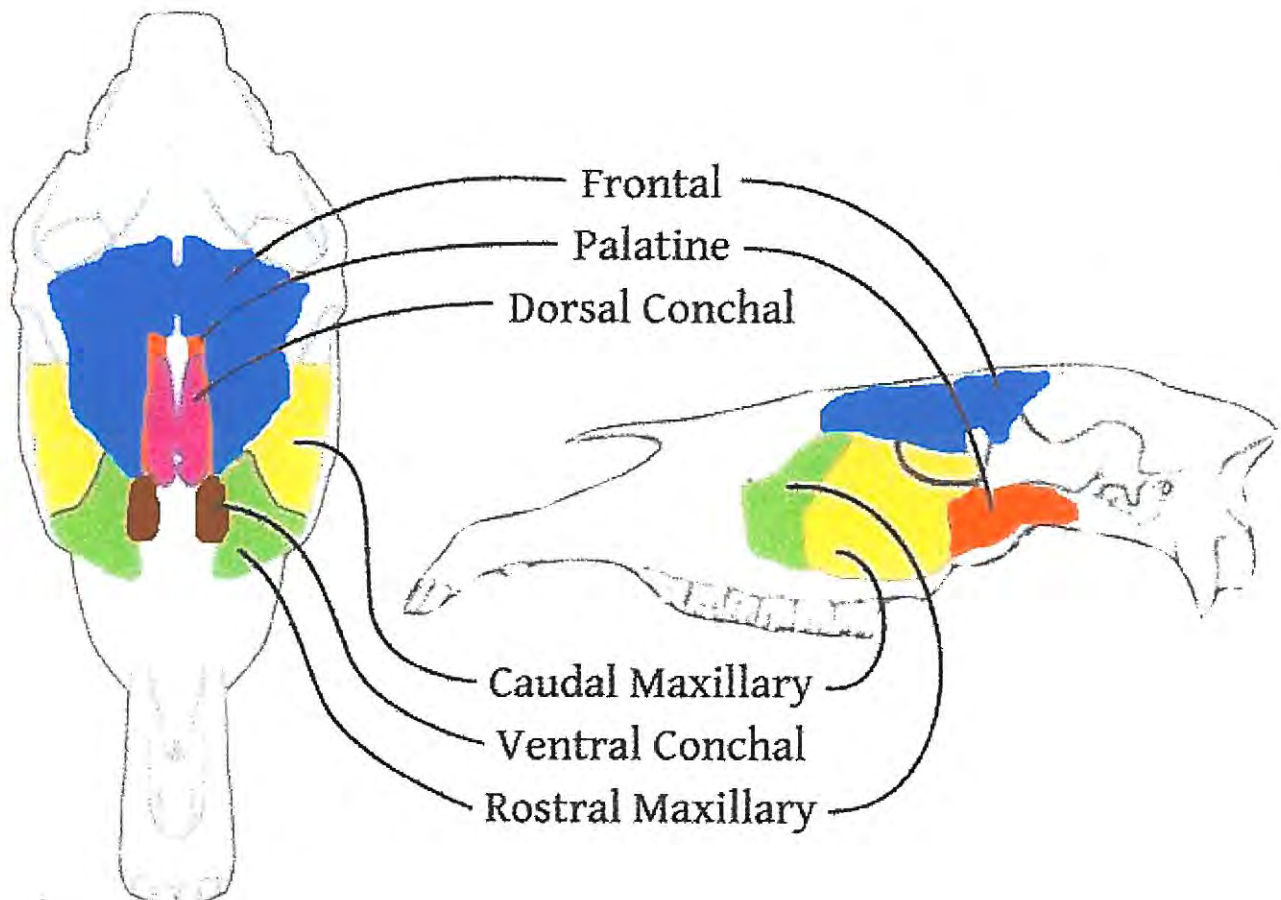 Frontal
Palatine
Dorsal Conchal
Caudal Maxillary
Ventral Conchal
Rostral Maxillary